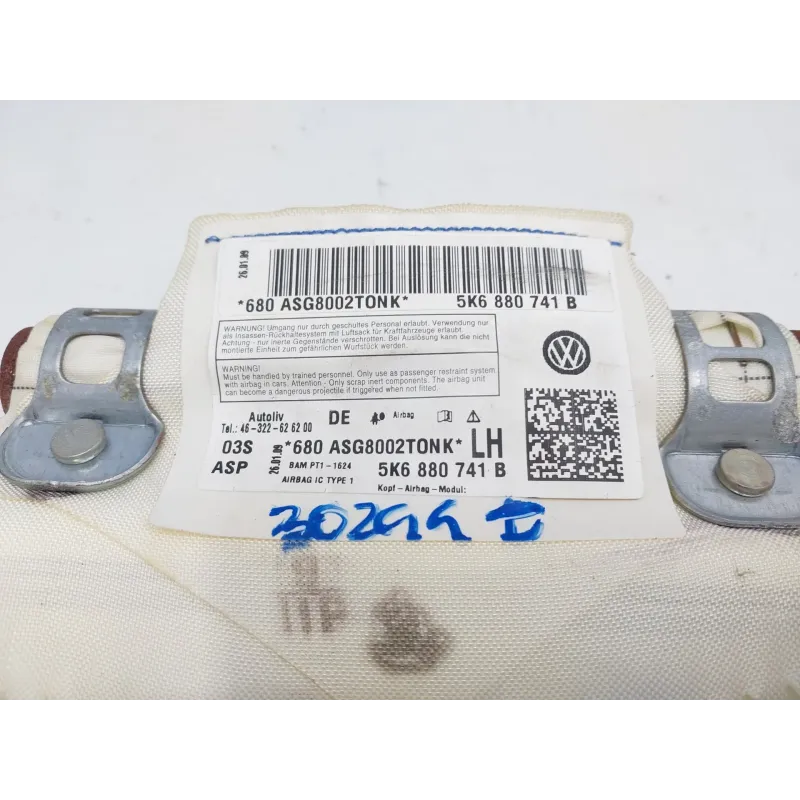 26.01.09
*680 ASG8002TONK* 5K6 880 741 B
WARNUNG! Umgang nur durch geschultes Personal erlaubt. Verwendung nur
als Insassen-Rückhaltesystem mit Luftsack für Kraftfahrzeuge erlaubt.
Achtung - nur inerte Gegenstände verschrotten. Bei Auslösung kann die nicht
montierte Einheit zum gefährlichen Wurfstück werden.
WARNING!
Must be handled by trained personnel. Only use as passenger restraint system
with airbag in cars. Attention - Only scrap inert components. The airbag unit
can become a dangerous projectile if triggered when not fitted.
Autoliv DE Airbag
Tel.: 46-322-626200
03S 26.01.09 *680 ASG8002TONK* LH
ASP BAM PT1-1624 5K6 880 741 B
AIRBAG IC TYPE 1 Kopf-Airbag-Modul: